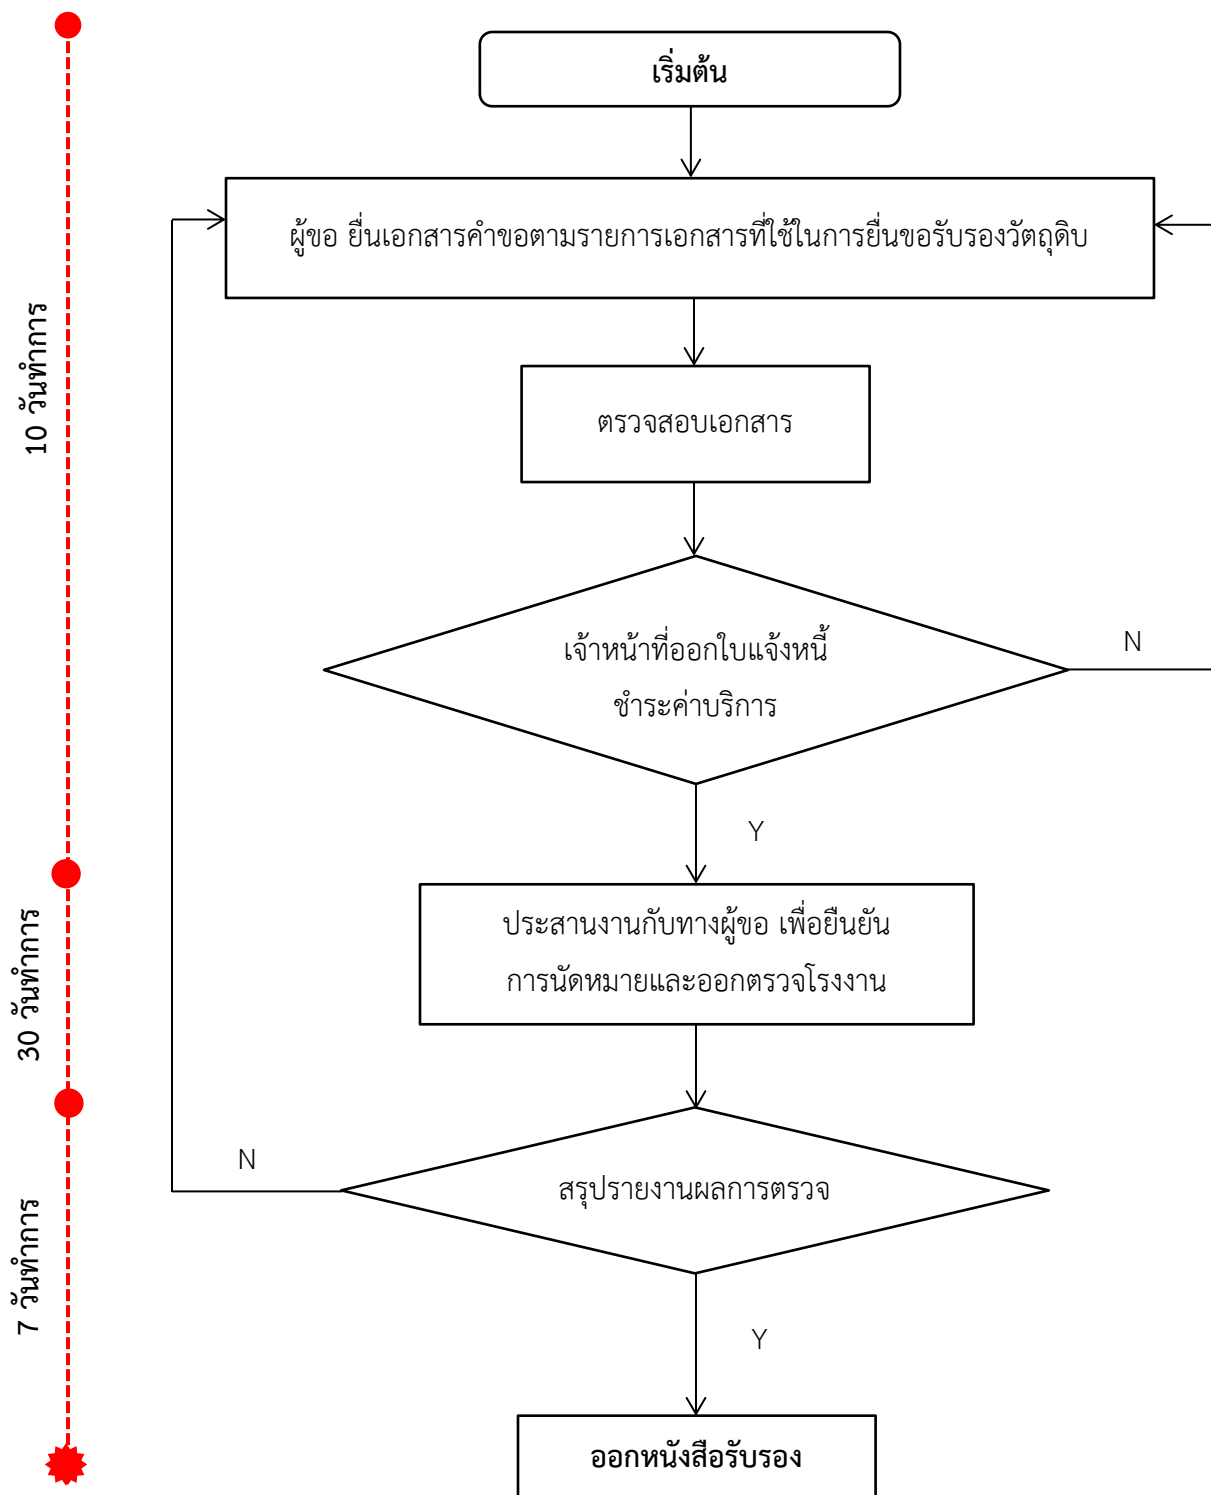 เริ่มต้น
ผู้ขอ ยื่นเอกสารคำขอตามรายการเอกสารที่ใช้ในการยื่นขอรับรองวัตถุดิบ
10 วันทำการ
ตรวจสอบเอกสาร
เจ้าหน้าที่ออกใบแจ้งหนี้
ชำระค่าบริการ
N
Y
ประสานงานกับทางผู้ขอ เพื่อยืนยัน
การนัดหมายและออกตรวจโรงงาน
30 วันทำการ
N
สรุปรายงานผลการตรวจ
7 วันทำการ
Y
ออกหนังสือรับรอง